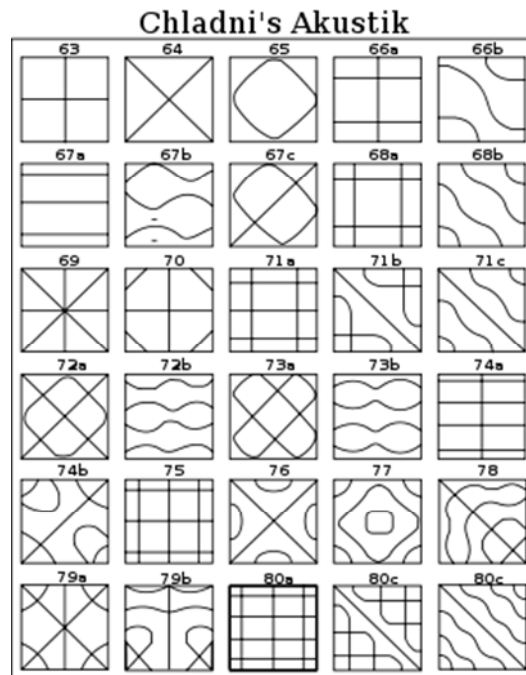 Chladni's Akustik
63 64 65 66a 66b
67a 67b 67c 68a 68b
69 70 71a 71b 71c
72a 72b 73a 73b 74a
74b 75 76 77 78
79a 79b 80a 80c 80c